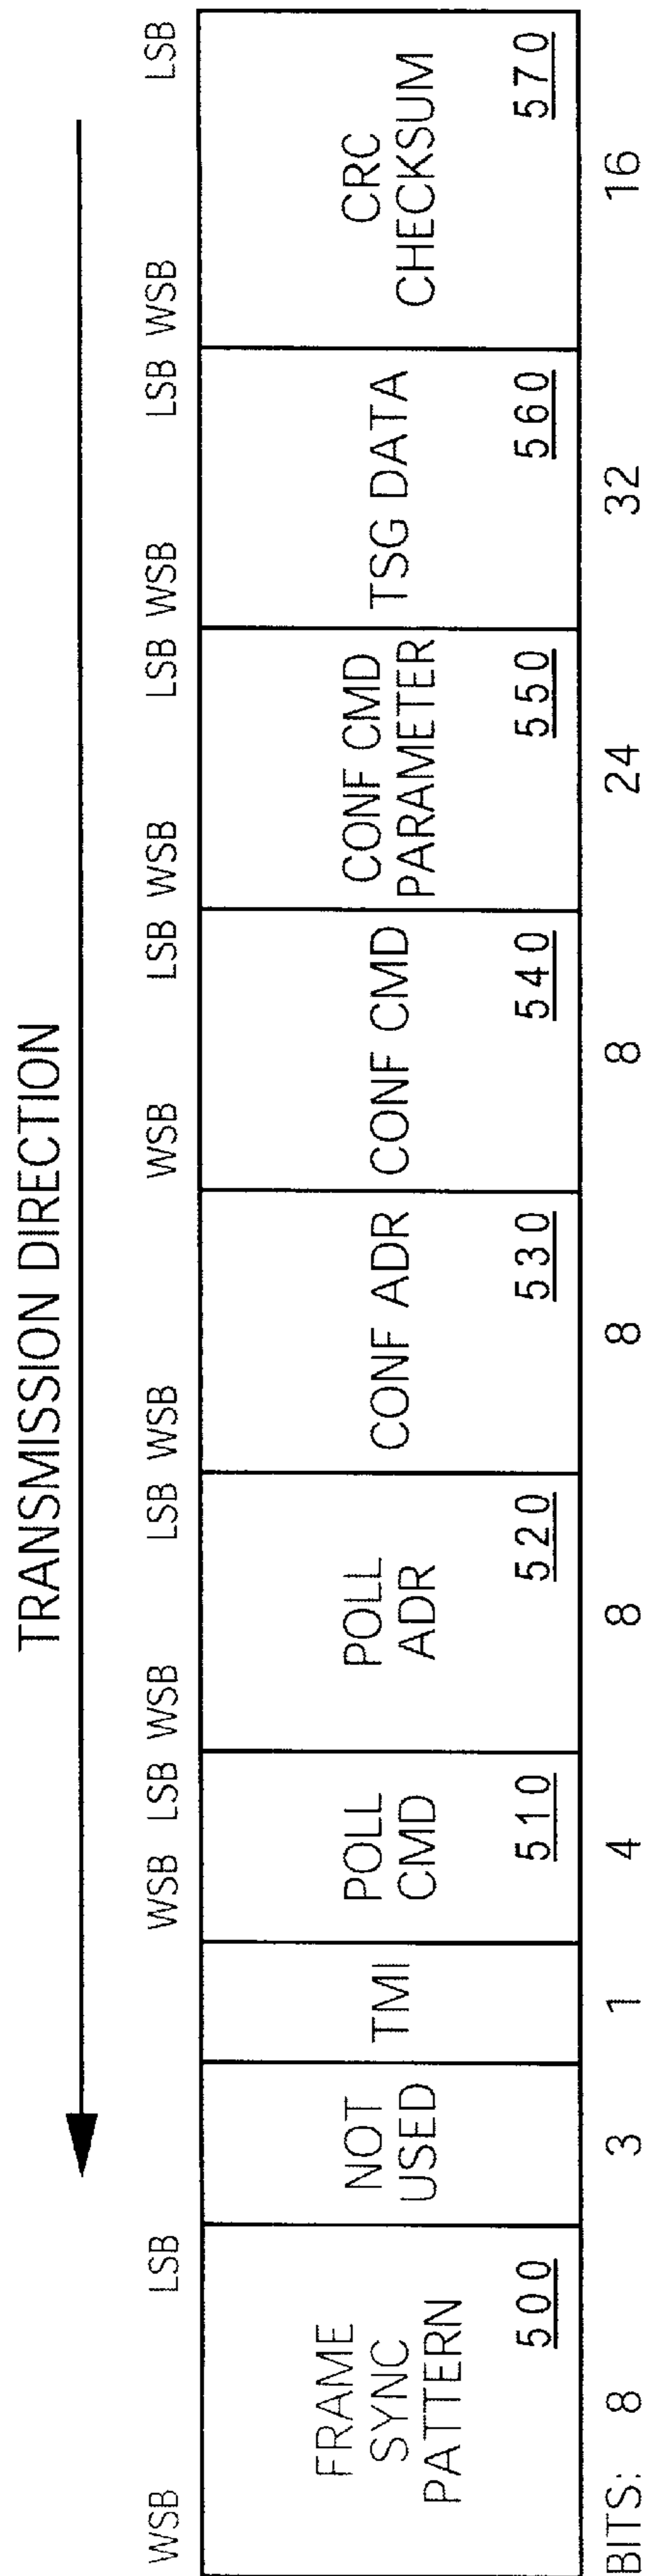 TRANSMISSION DIRECTION
WSB LSB WSB LSB WSB LSB WSB WSB LSB WSB LSB WSB LSB WSB LSB
FRAME
SYNC
PATTERN
500
NOT
USED
TMI
POLL
CMD
510
POLL
ADR
520
CONF ADR
530
CONF CMD
540
CONF CMD
PARAMETER
550
TSG DATA
560
CRC
CHECKSUM
570
BITS: 8 3 1 4 8 8 8 24 32 16